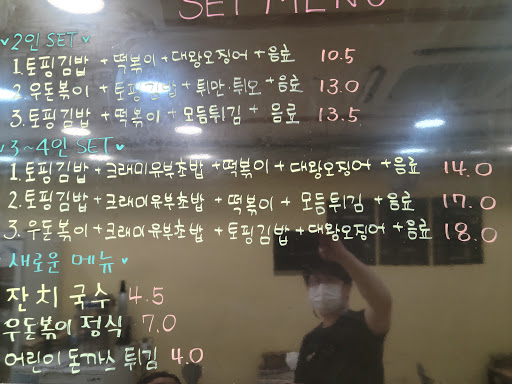 SET MENU
♥2인 SET♥
1.토핑김밥 +떡볶이 +대왕오징어 +음료 10.5
2.우돈볶이 +토핑김밥 +튀만·튀오 +음료 13.0
3.토핑김밥 +떡볶이 +모듬튀김 + 음료 13.5
♥3~4인 SET♥
1.토핑김밥+크래미유부초밥 +떡볶이 +대왕오징어 +음료 14.0
2.토핑김밥+크래미유부초밥 +떡볶이 + 모듬튀김 +음료 17.0
3.우돈볶이+크래미유부초밥 +토핑김밥 +대왕오징어 +음료 18.0
새로운 메뉴 ♥
잔치 국수 4.5
우돈볶이 정식 7.0
어린이 돈까스 튀김 4.0